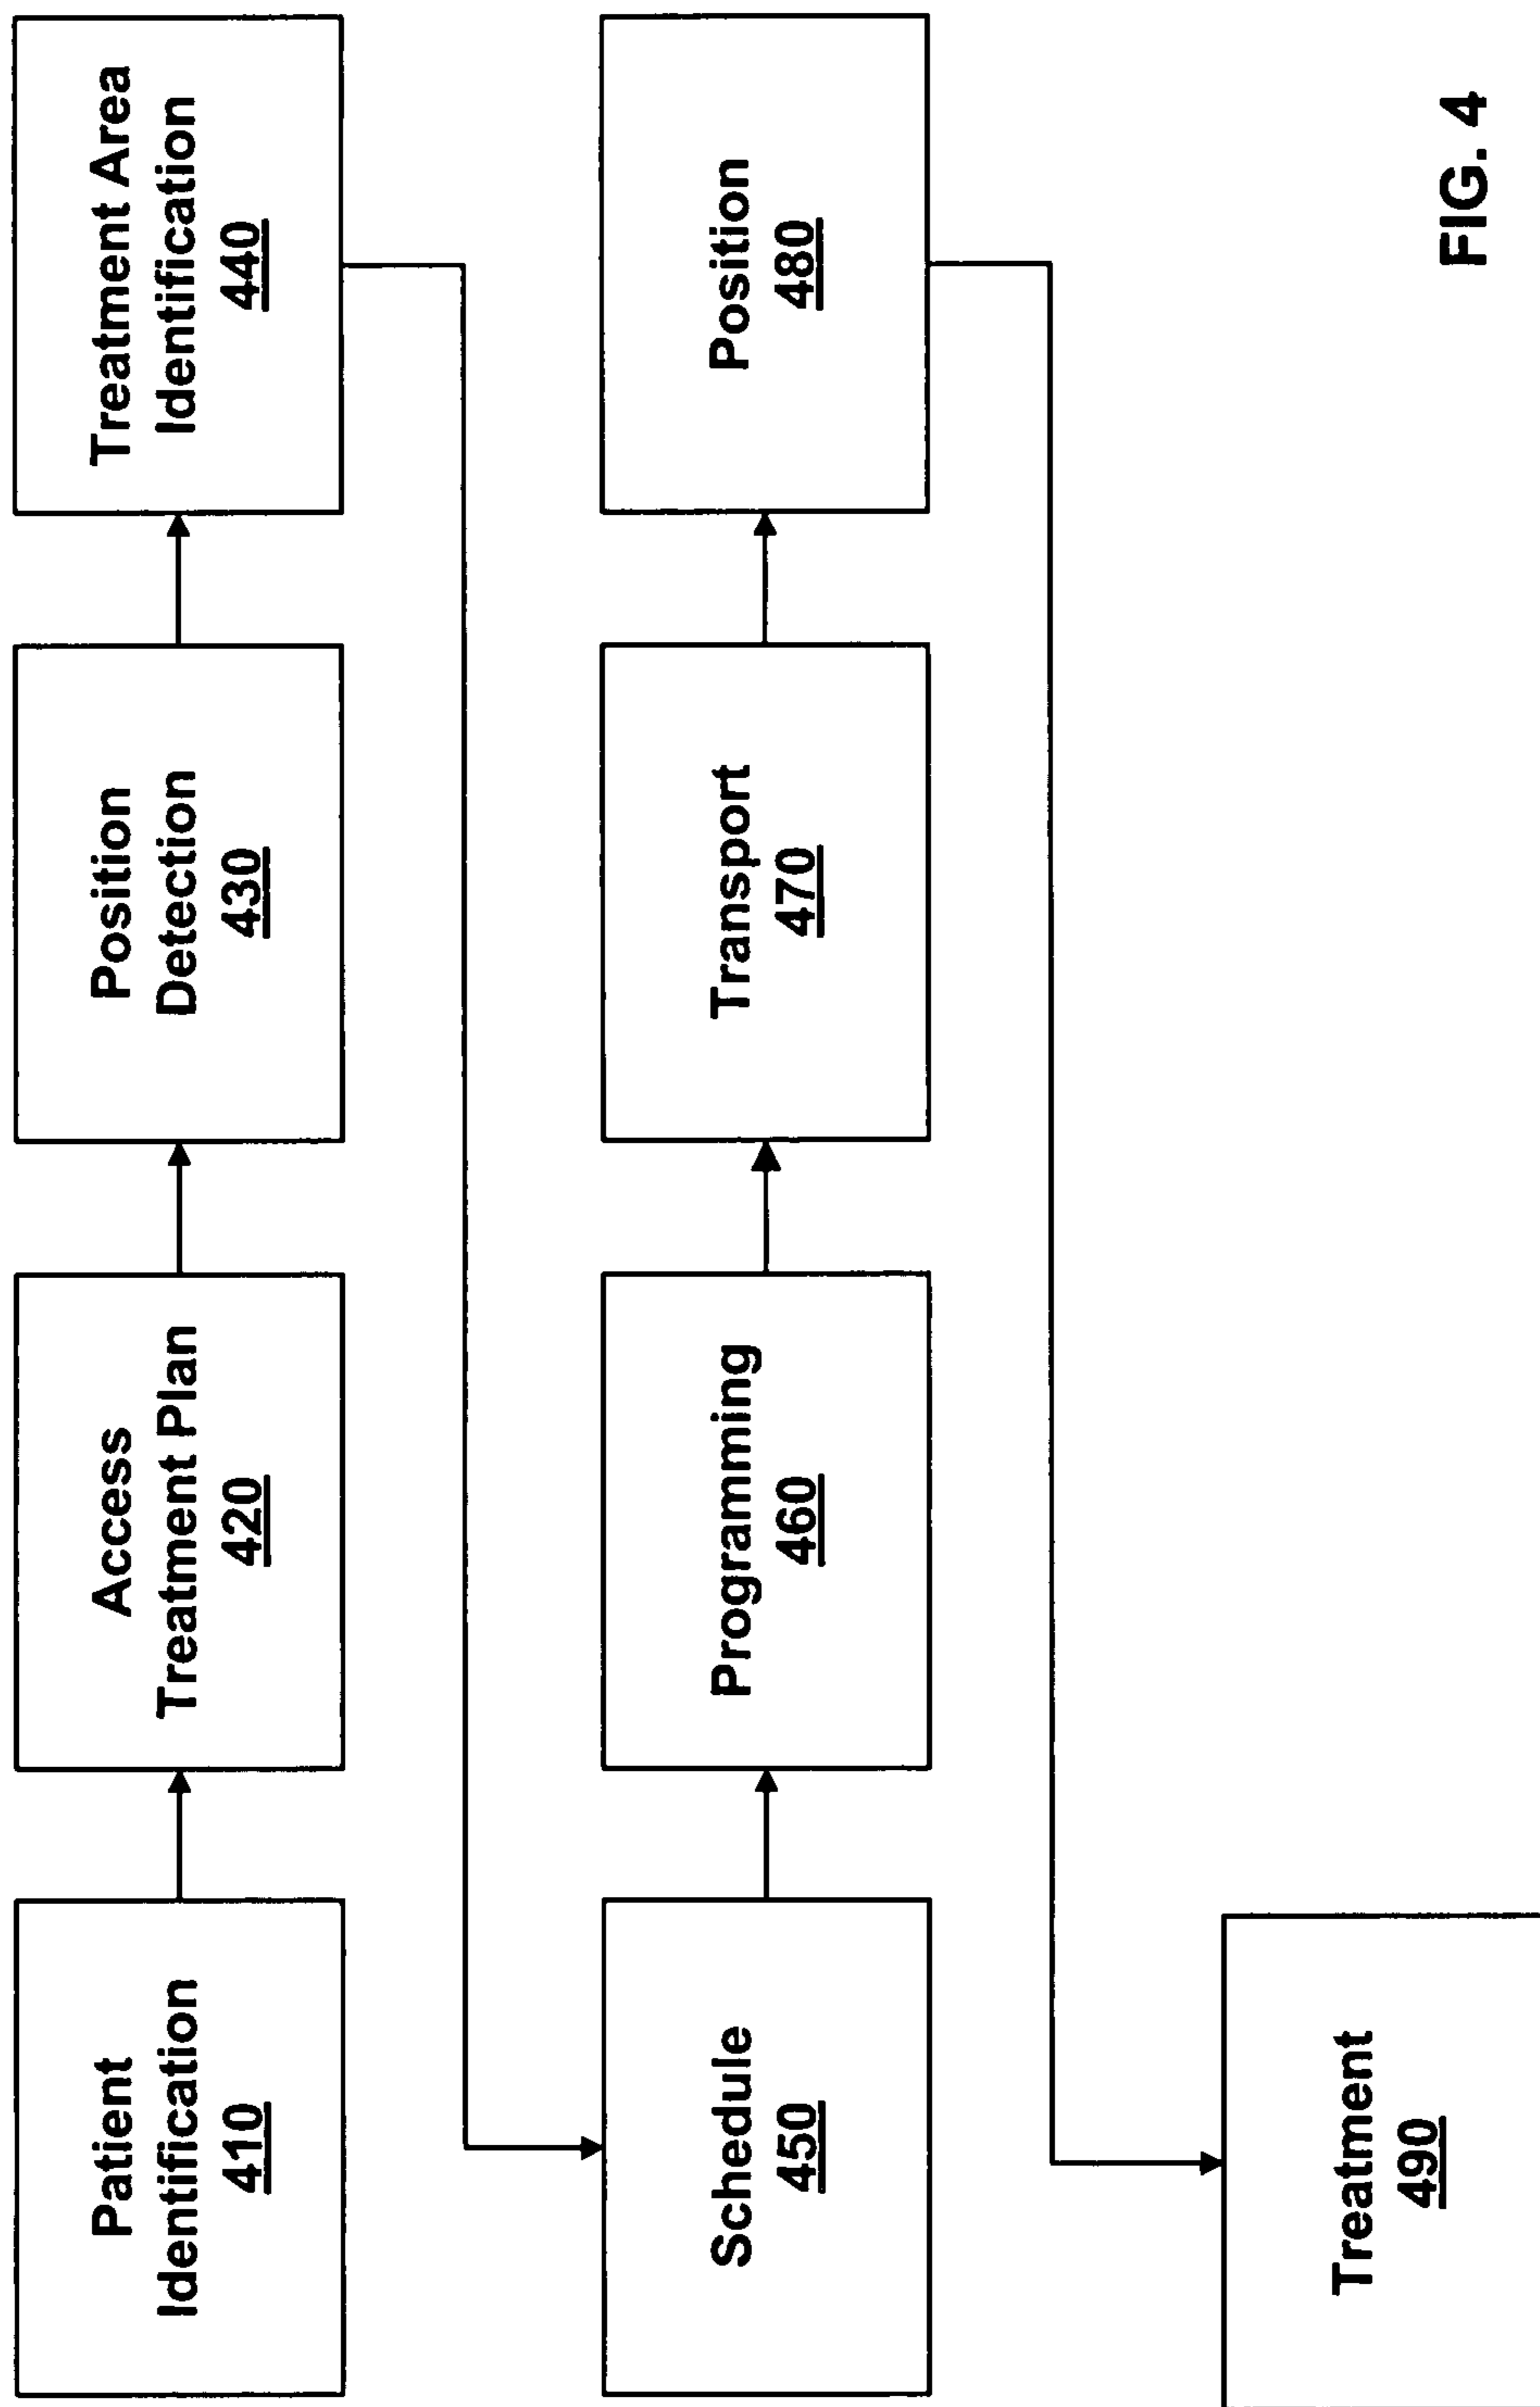 Patient
Identification
410
Access
Treatment Plan
420
Position
Detection
430
Treatment Area
Identification
440
Schedule
450
Programming
460
Transport
470
Position
480
Treatment
490
FIG. 4